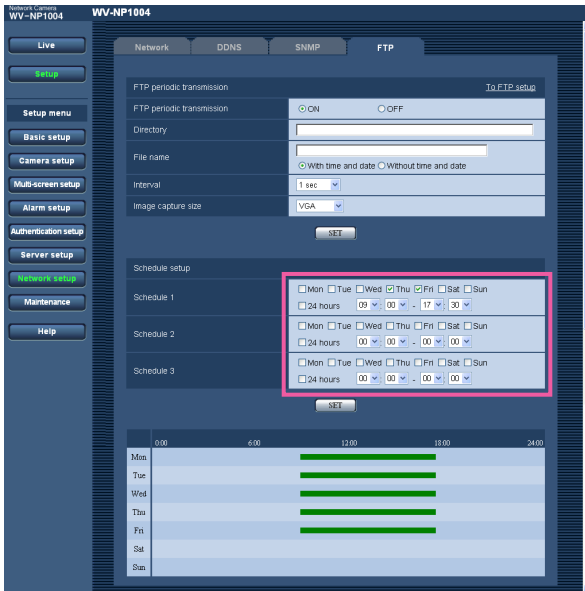 Network Camera
WV-NP1004
WV-NP1004
Live
Setup
Setup menu
Basic setup
Camera setup
Multi-screen setup
Alarm setup
Authentication setup
Server setup
Network setup
Maintenance
Help
Network DDNS SNMP FTP
FTP periodic transmission To FTP setup
FTP periodic transmission ON OFF
Directory
File name
With time and date Without time and date
Interval 1 sec
Image capture size VGA
SET
Schedule setup
Schedule 1
Mon Tue Wed Thu Fri Sat Sun
24 hours 09 : 00 - 17 : 30
Schedule 2
Mon Tue Wed Thu Fri Sat Sun
24 hours 00 : 00 - 00 : 00
Schedule 3
Mon Tue Wed Thu Fri Sat Sun
24 hours 00 : 00 - 00 : 00
SET
0:00 6:00 12:00 18:00 24:00
Mon
Tue
Wed
Thu
Fri
Sat
Sun